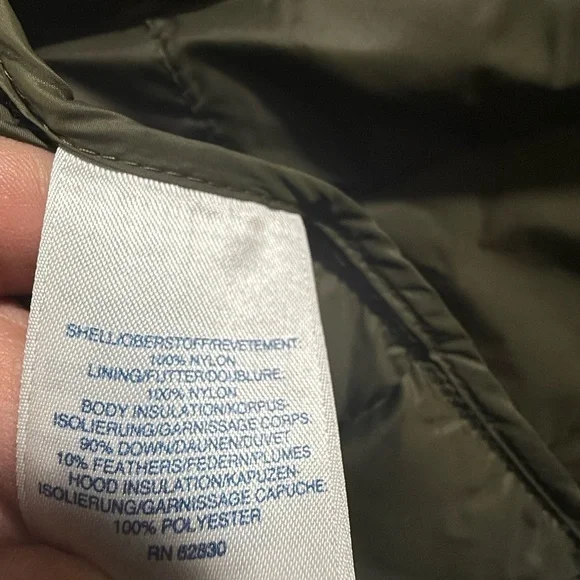 SHELL/OBERSTOFF/REVETEMENT:
100% NYLON
LINING/FUTTER/DOUBLURE:
100% NYLON
BODY INSULATION/KORPUS-
ISOLIERUNG/GARNISSAGE CORPS:
90% DOWN/DAUNEN/DUVET
10% FEATHERS/FEDERN/PLUMES
HOOD INSULATION/KAPUZEN-
ISOLIERUNG/GARNISSAGE CAPUCHE:
100% POLYESTER
RN 62830